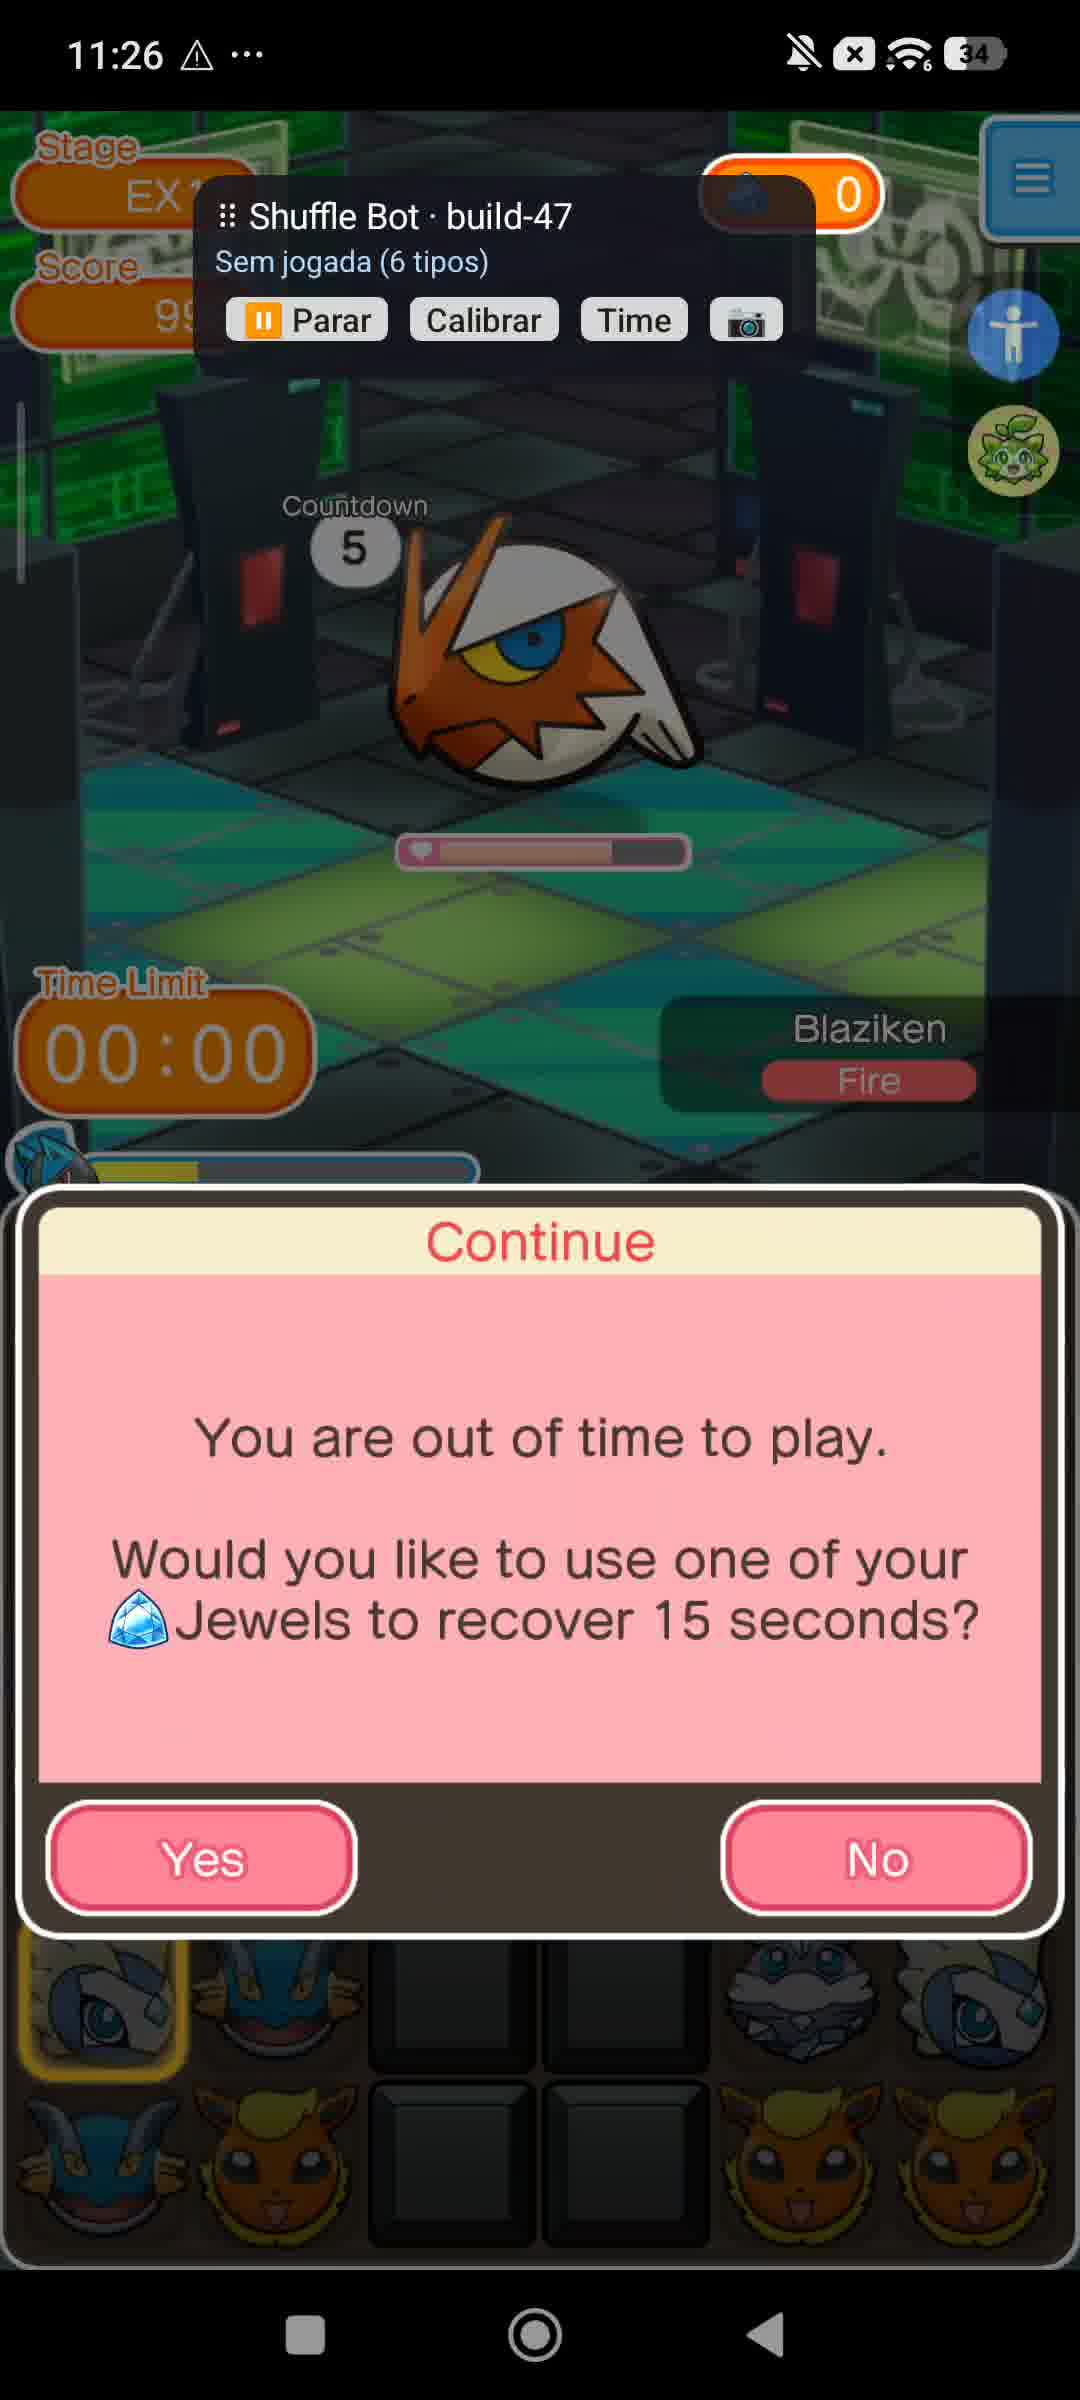 11:26
34
Stage
EX
Shuffle Bot · build-47
0
Sem jogada (6 tipos)
Score
Parar
Calibrar
Time
Countdown
5
Time Limit
00:00
Blaziken
Fire
Continue
You are out of time to play.
Would you like to use one of your
Jewels to recover 15 seconds?
Yes
No